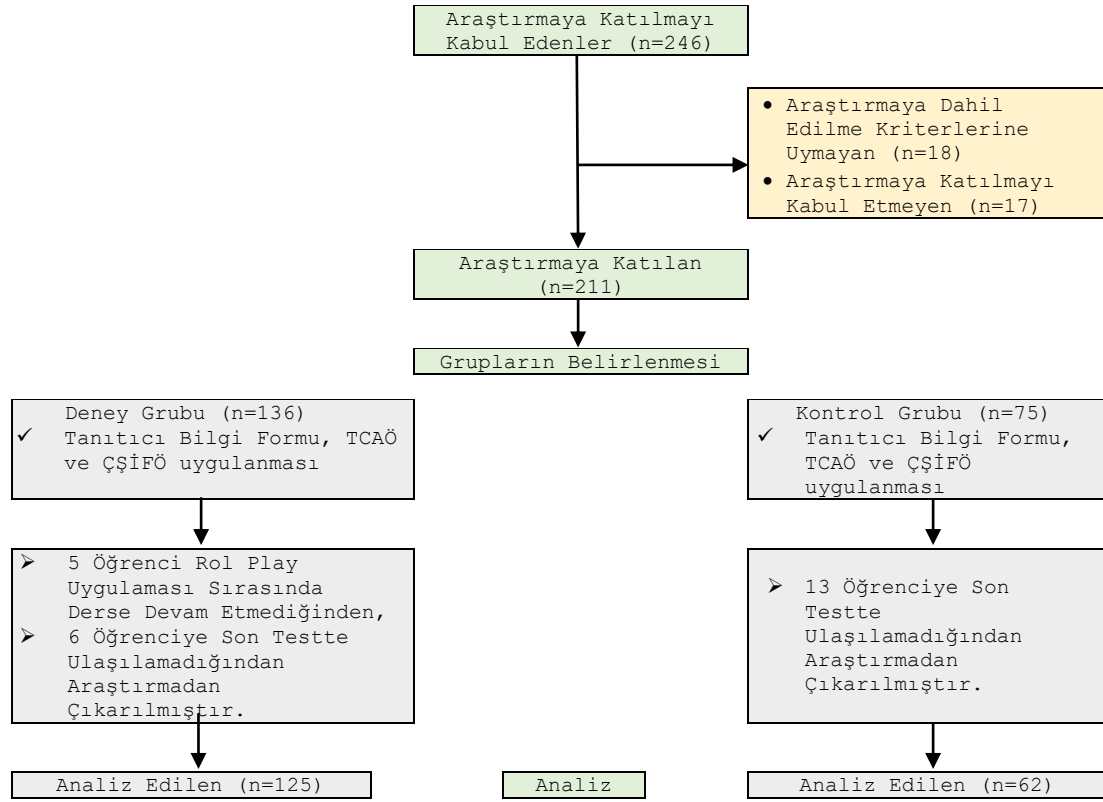 Araştırmaya Katılmayı
Kabul Edenler (n=246)
• Araştırmaya Dahil
Edilme Kriterlerine
Uymayan (n=18)
• Araştırmaya Katılmayı
Kabul Etmeyen (n=17)
Araştırmaya Katılan
(n=211)
Grupların Belirlenmesi
Deney Grubu (n=136)
✓ Tanıtıcı Bilgi Formu, TCAÖ
ve ÇŞİFÖ uygulanması
Kontrol Grubu (n=75)
✓ Tanıtıcı Bilgi Formu,
TCAÖ ve ÇŞİFÖ
uygulanması
➢ 5 Öğrenci Rol Play
Uygulaması Sırasında
Derse Devam Etmediğinden,
➢ 6 Öğrenciye Son Testte
Ulaşılamadığından
Araştırmadan
Çıkarılmıştır.
➢ 13 Öğrenciye Son
Testte
Ulaşılamadığından
Araştırmadan
Çıkarılmıştır.
Analiz Edilen (n=125)
Analiz
Analiz Edilen (n=62)